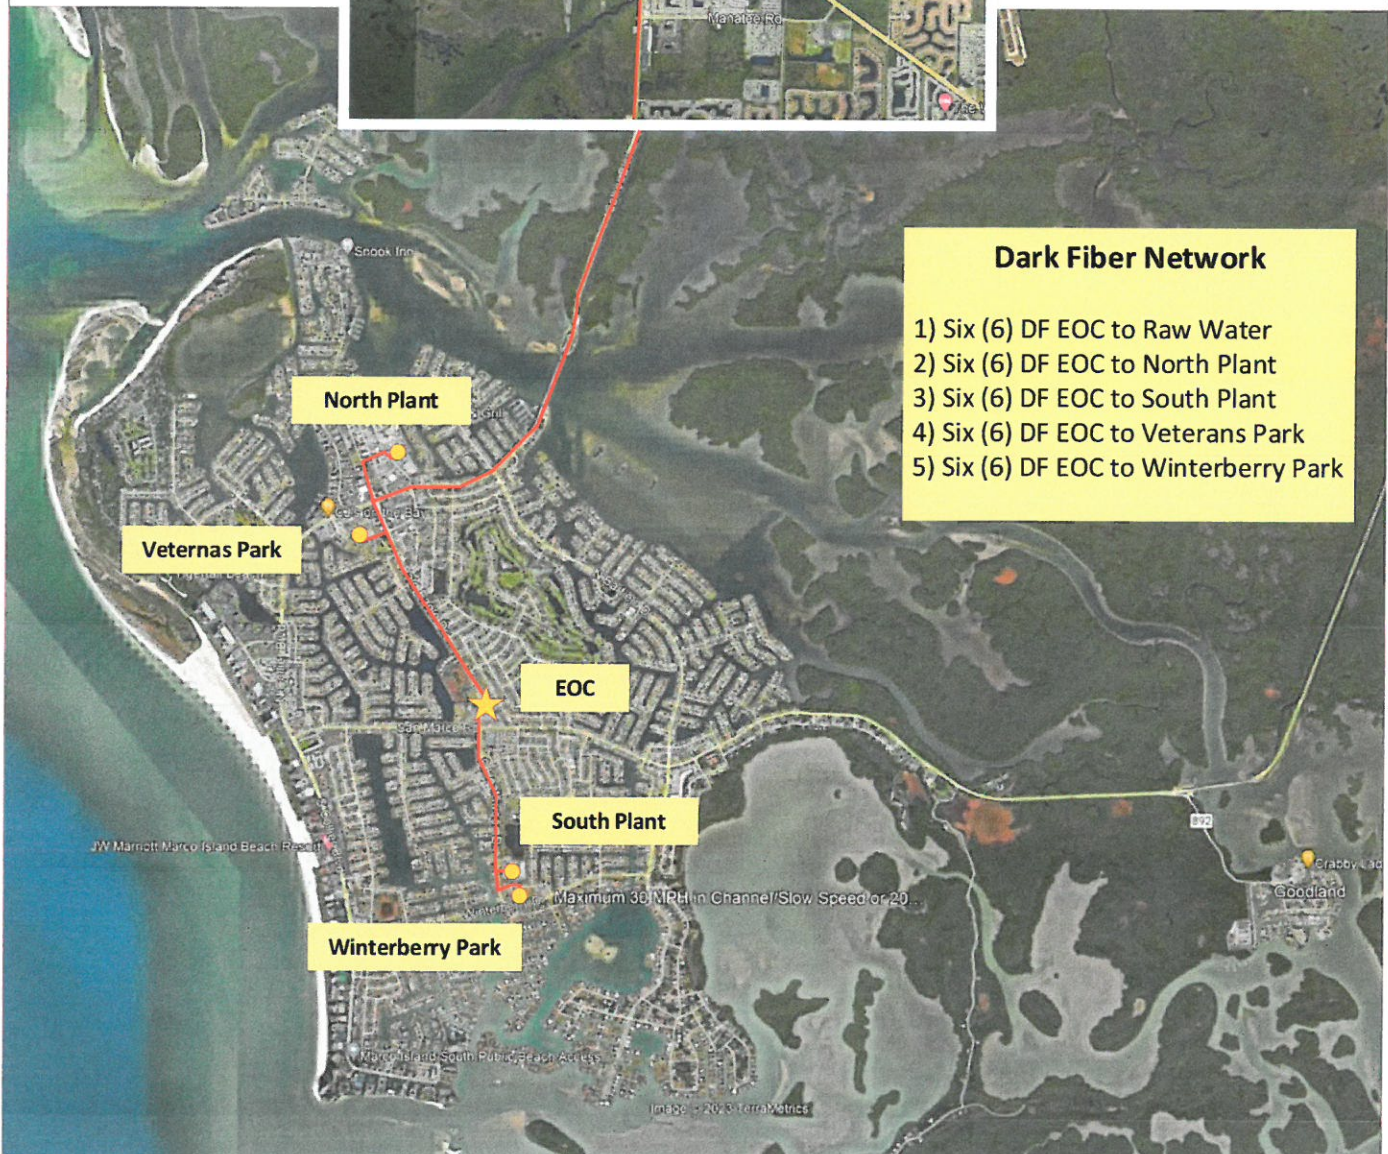 Manatee Rd
Snook Inn
Dark Fiber Network
1) Six (6) DF EOC to Raw Water
2) Six (6) DF EOC to North Plant
3) Six (6) DF EOC to South Plant
4) Six (6) DF EOC to Veterans Park
5) Six (6) DF EOC to Winterberry Park
North Plant
Veternas Park
EOC
South Plant
892
JW Marriott Marco Island Beach Resort
Crabby Lad
Goodland
Maximum 30 MPH in Channel/Slow Speed or 20...
Winterberry Park
Marco Island South Public Beach Access
Image © 2023 TerraMetrics